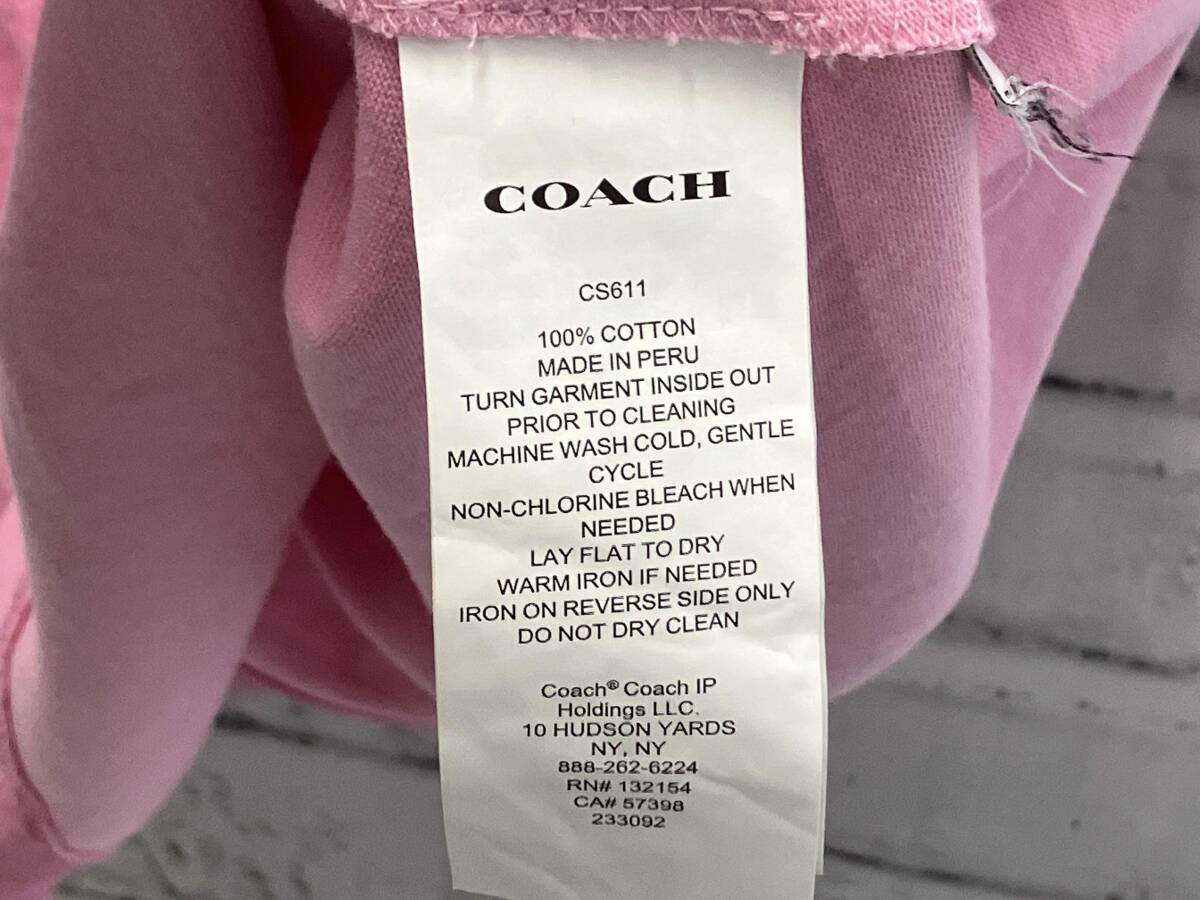 COACH
CS611
100% COTTON
MADE IN PERU
TURN GARMENT INSIDE OUT
PRIOR TO CLEANING
MACHINE WASH COLD, GENTLE
CYCLE
NON-CHLORINE BLEACH WHEN
NEEDED
LAY FLAT TO DRY
WARM IRON IF NEEDED
IRON ON REVERSE SIDE ONLY
DO NOT DRY CLEAN
Coach® Coach IP
Holdings LLC.
10 HUDSON YARDS
NY, NY
888-262-6224
RN# 132154
CA# 57398
233092